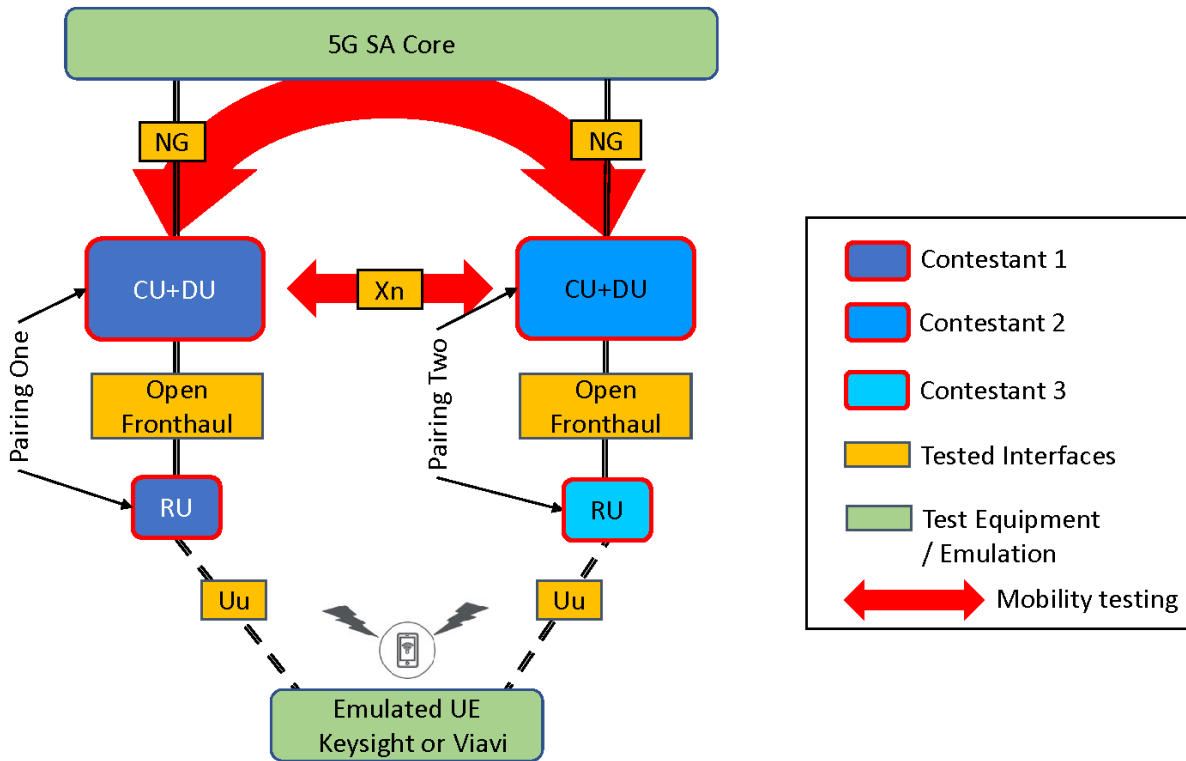 5G SA Core
NG
NG
CU+DU
Xn
CU+DU
Pairing One
Open
Fronthaul
Pairing Two
Open
Fronthaul
RU
RU
Uu
Uu
Emulated UE
Keysight or Viavi
Contestant 1
Contestant 2
Contestant 3
Tested Interfaces
Test Equipment
/ Emulation
Mobility testing